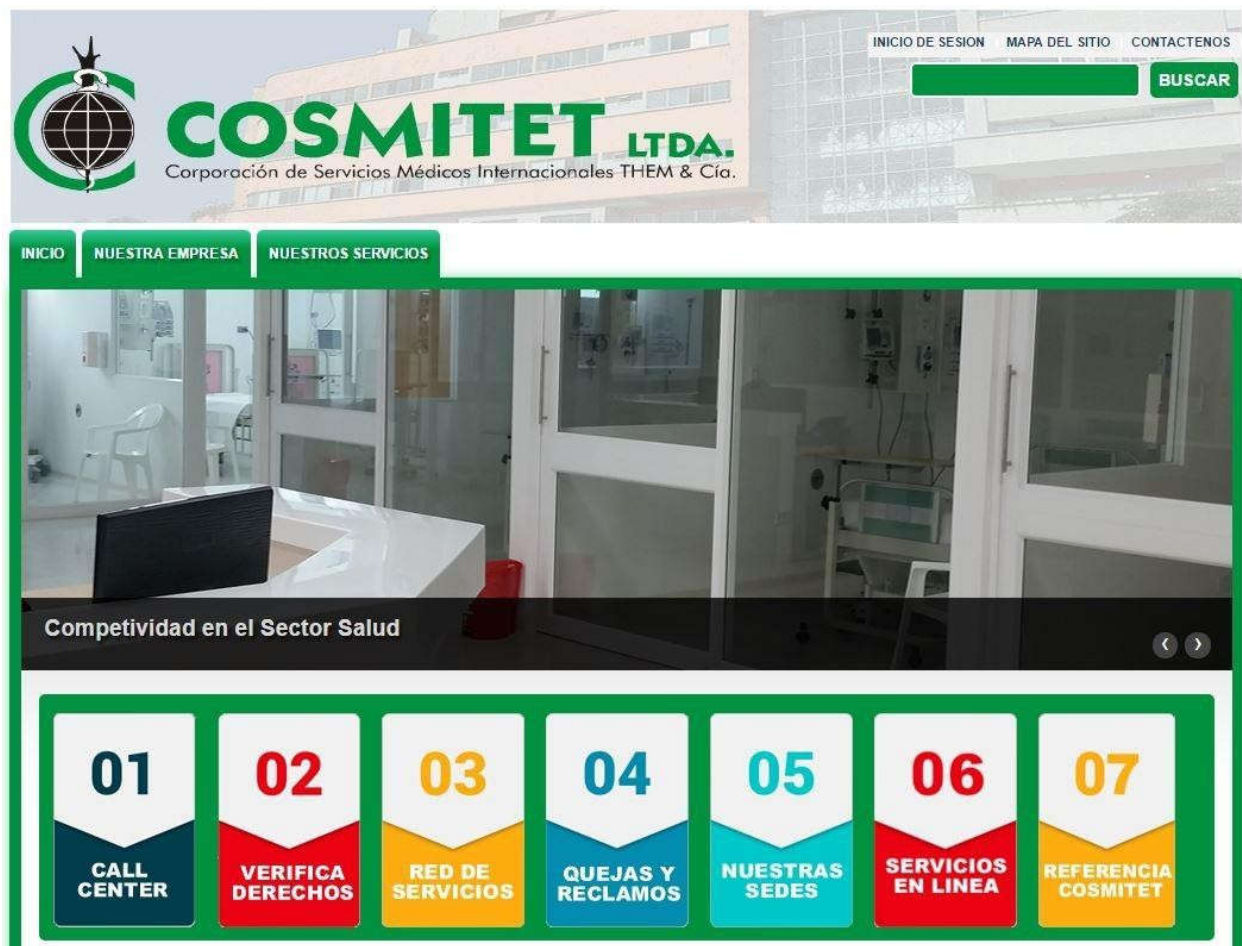 INICIO DE SESION MAPA DEL SITIO CONTACTENOS
BUSCAR
COSMITET LTDA.
Corporación de Servicios Médicos Internacionales THEM & Cía.
INICIO NUESTRA EMPRESA NUESTROS SERVICIOS
Competividad en el Sector Salud
01
CALL
CENTER
02
VERIFICA
DERECHOS
03
RED DE
SERVICIOS
04
QUEJAS Y
RECLAMOS
05
NUESTRAS
SEDES
06
SERVICIOS
EN LINEA
07
REFERENCIA
COSMITET